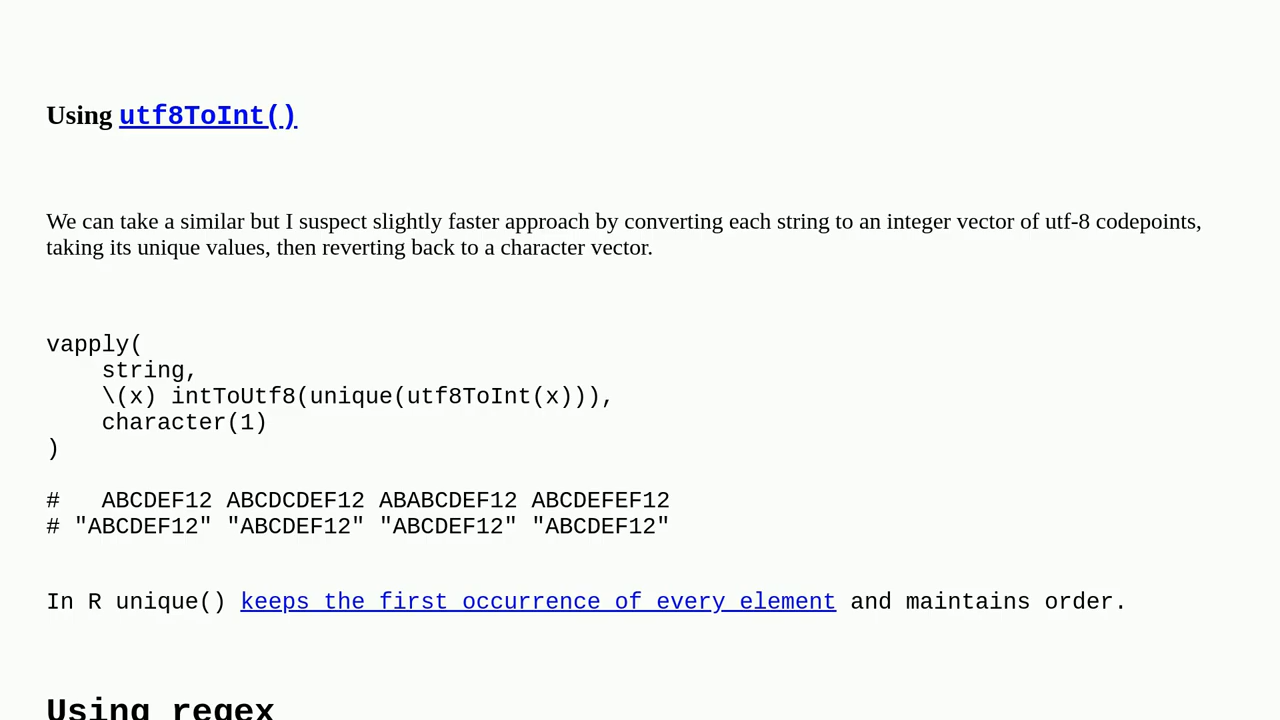 Using utf8ToInt()
We can take a similar but I suspect slightly faster approach by converting each string to an integer vector of utf-8 codepoints,
taking its unique values, then reverting back to a character vector.
vapply(
    string,
    \(x) intToUtf8(unique(utf8ToInt(x))),
    character(1)
)
#   ABCDEF12 ABCDCDEF12 ABABCDEF12 ABCDEFEF12
# "ABCDEF12" "ABCDEF12" "ABCDEF12" "ABCDEF12"
In R unique() keeps the first occurrence of every element and maintains order.
Using regex